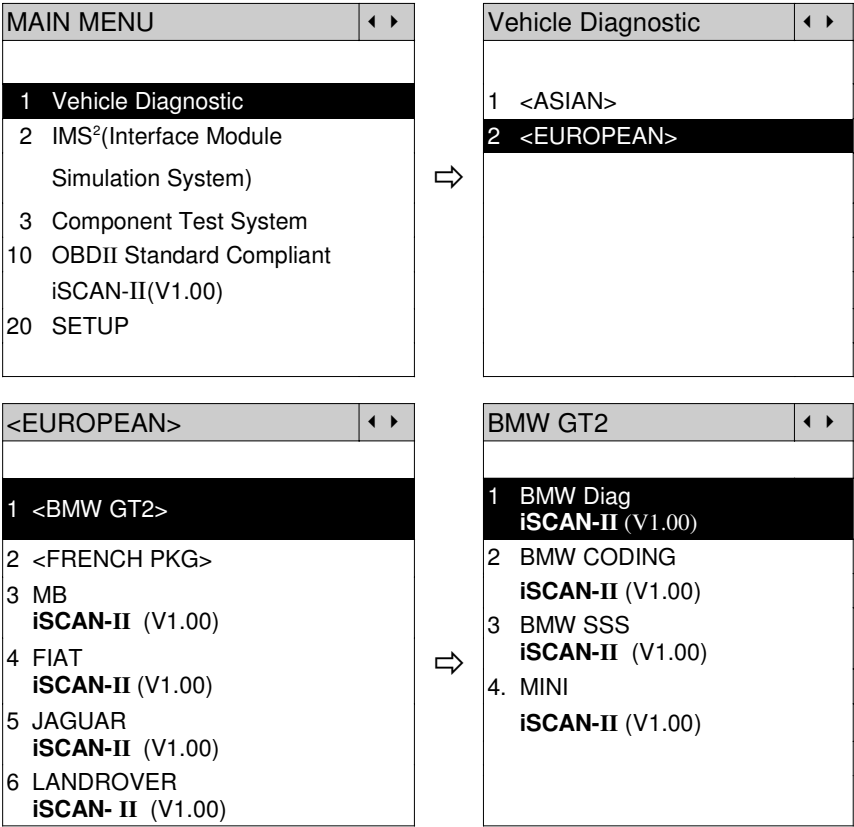 MAIN MENU
1 Vehicle Diagnostic
2 IMS²(Interface Module
Simulation System)
3 Component Test System
10 OBDII Standard Compliant
iSCAN-II(V1.00)
20 SETUP
Vehicle Diagnostic
1 <ASIAN>
2 <EUROPEAN>
<EUROPEAN>
1 <BMW GT2>
2 <FRENCH PKG>
3 MB
iSCAN-II (V1.00)
4 FIAT
iSCAN-II (V1.00)
5 JAGUAR
iSCAN-II (V1.00)
6 LANDROVER
iSCAN- II (V1.00)
BMW GT2
1 BMW Diag
iSCAN-II (V1.00)
2 BMW CODING
iSCAN-II (V1.00)
3 BMW SSS
iSCAN-II (V1.00)
4. MINI
iSCAN-II (V1.00)